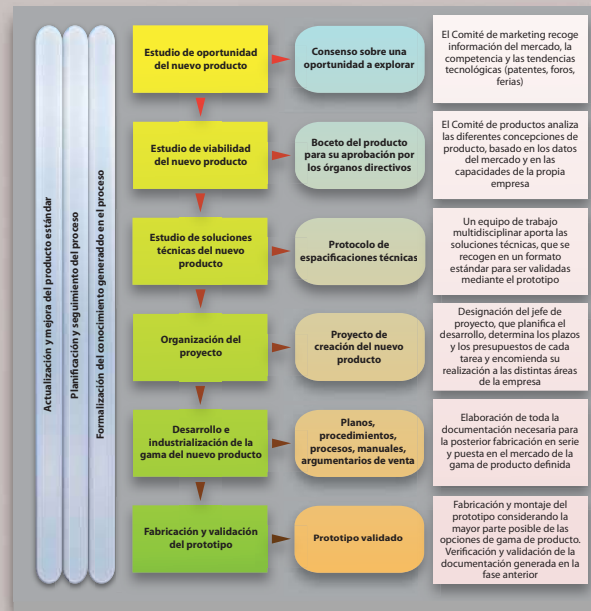 Actualización y mejora del producto estándar
Planificación y seguimiento del proceso
Formalización del conocimiento generaddo en el proceso
Estudio de oportunidad
del nuevo producto
Consenso sobre una
oportunidad a explorar
El Comité de marketing recoge
información del mercado, la
competencia y las tendencias
tecnológicas (patentes, foros,
ferias)
Estudio de viabilidad
del nuevo producto
Boceto del producto
para su aprobación por
los órganos directivos
El Comité de productos analiza
las diferentes concepciones de
producto, basado en los datos
del mercado y en las
capacidades de la propia
empresa
Estudio de soluciones
técnicas del nuevo
producto
Protocolo de
espacificaciones técnicas
Un equipo de trabajo
multidisciplinar aporta las
soluciones técnicas, que se
recogen en un formato
estándar para ser validadas
mediante el prototipo
Organización del
proyecto
Proyecto de
creación del nuevo
producto
Designación del jefe de
proyecto, que planifica el
desarrollo, determina los plazos
y los presupuestos de cada
tarea y encomienda su
realización a las distintas áreas
de la empresa
Desarrollo e
industrialización de la
gama del nuevo producto
Planos,
procedimientos,
procesos, manuales,
argumentarios de venta
Elaboración de toda la
documentación necesaria para
la posterior fabricación en serie
y puesta en el mercado de la
gama de producto definida
Fabricación y validación
del prototipo
Prototipo validado
Fabricación y montaje del
prototipo considerando la
mayor parte posible de las
opciones de gama de producto.
Verificación y validación de la
documentación generada en la
fase anterior